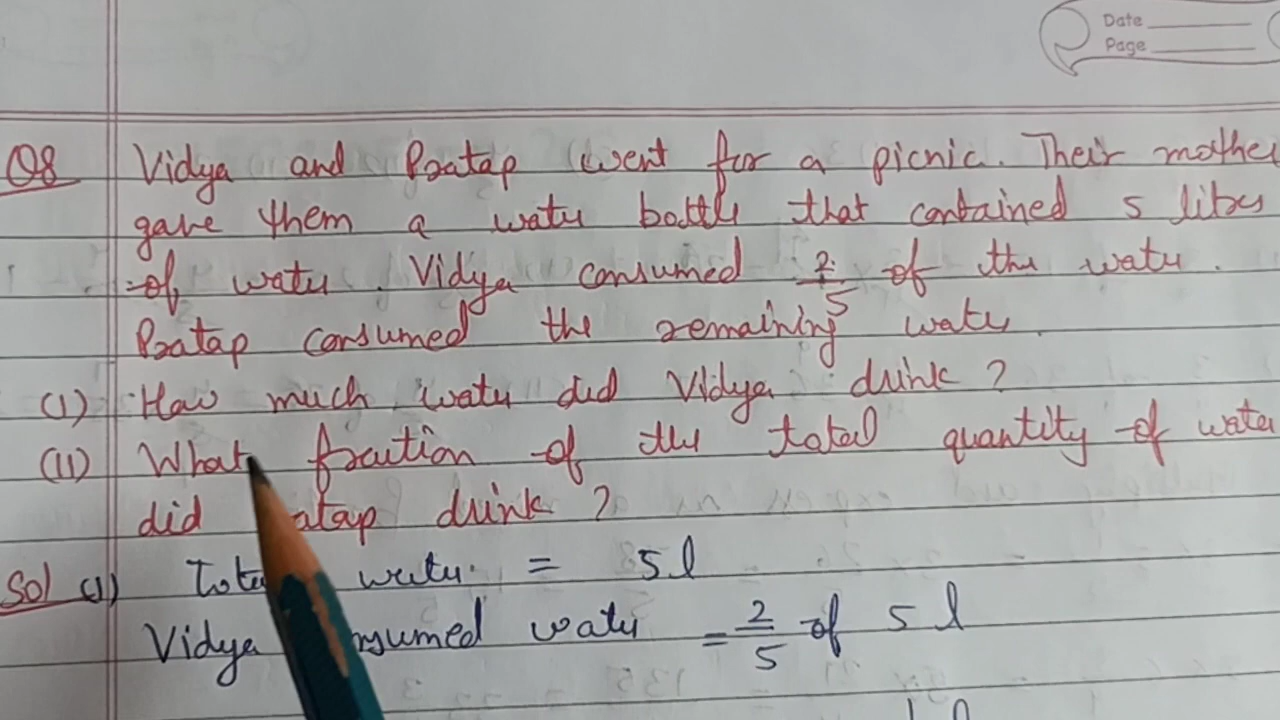 Date
Page
Q8 Vidya and Pratap went for a picnic. Their mother
gave them a water bottle that contained 5 litres
of water. Vidya consumed 2/5 of the water.
Pratap consumed the remaining water.
(I) How much water did Vidya drink?
(II) What fraction of the total quantity of water
did atap drink?
Sol (I) Tota water = 5 l
Vidya nsumed water = 2/5 of 5 l